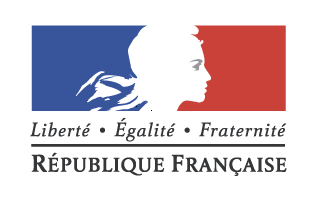 Liberté • Égalité • Fraternité
RÉPUBLIQUE FRANÇAISE